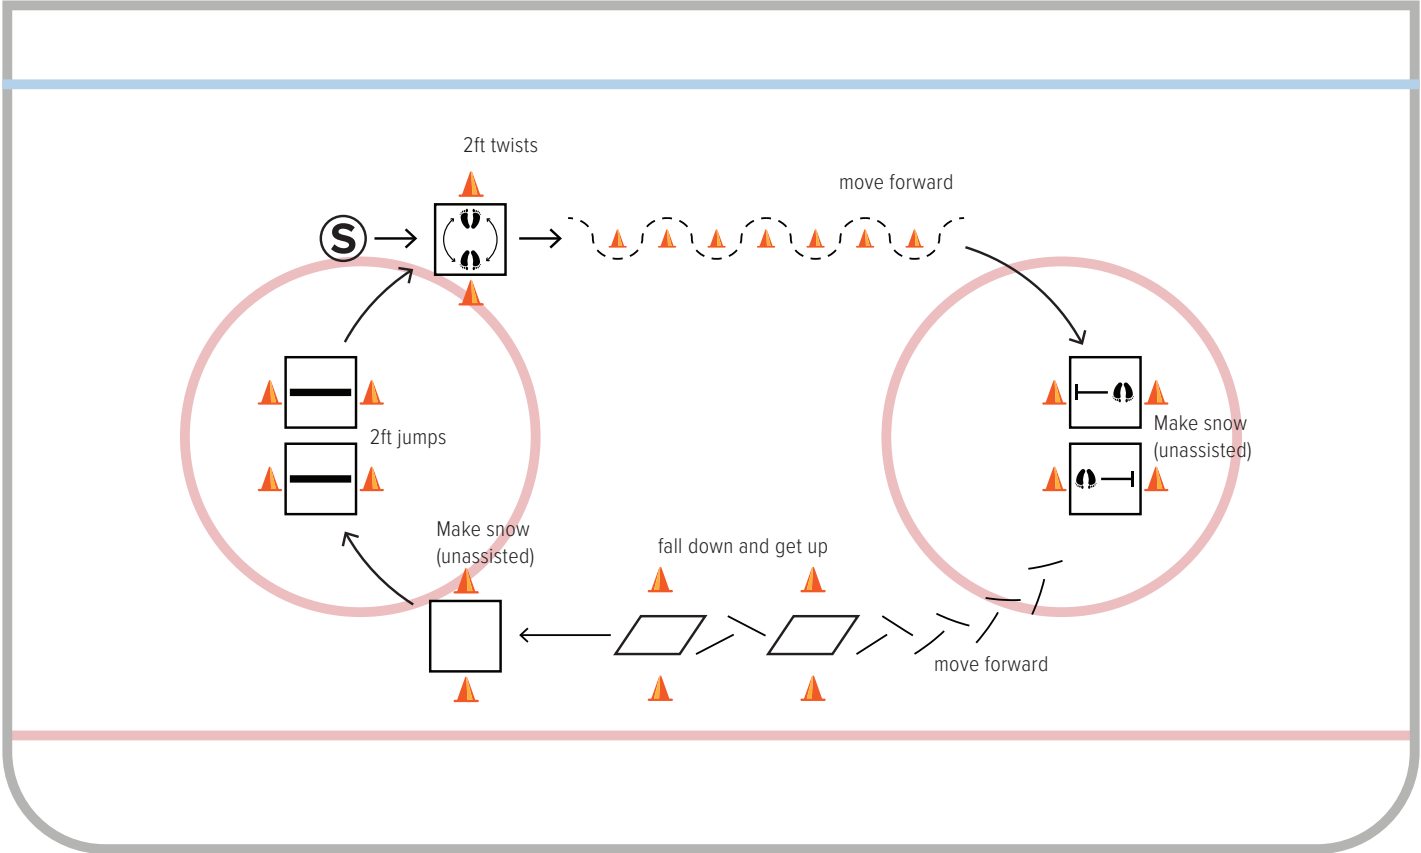 2ft twists
move forward
S
Make snow
(unassisted)
2ft jumps
Make snow
(unassisted)
fall down and get up
move forward